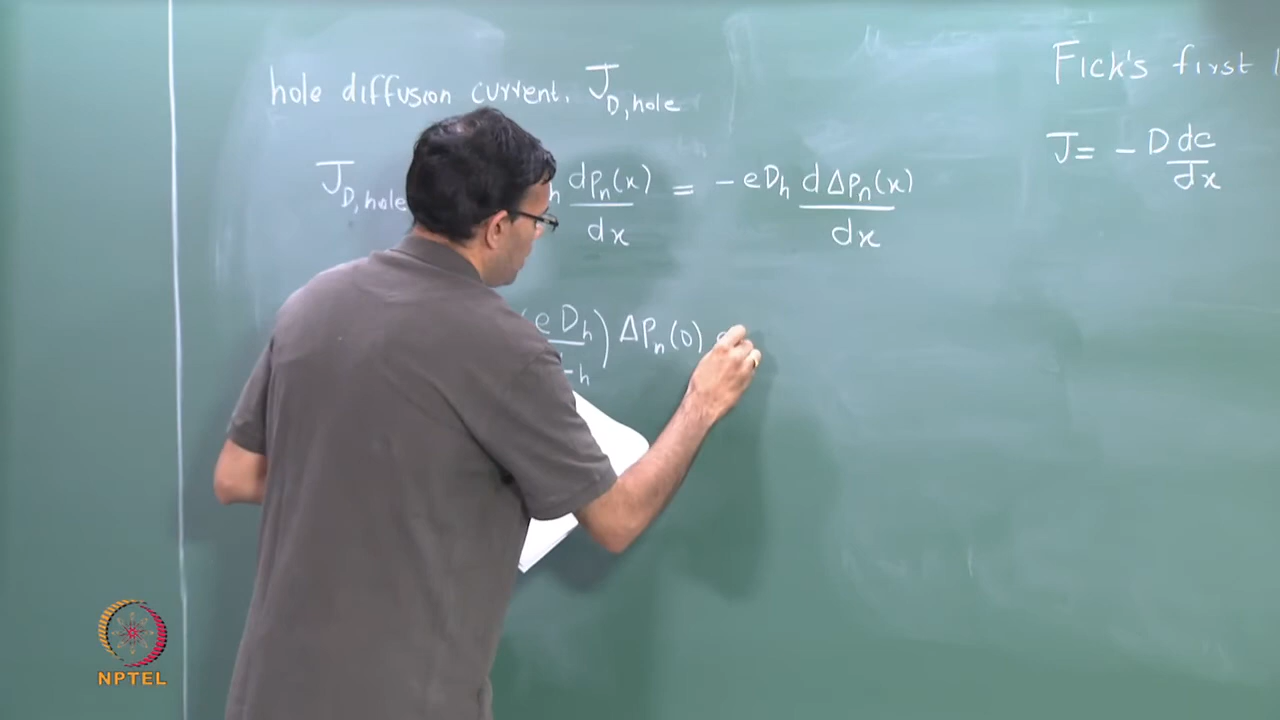 hole diffusion current. J_D,hole
Fick's first
J_D,hole h dp_n(x)/dx = - eD_h dΔp_n(x)/dx
J = - D dc/dx
(eD_h/ h) Δp_n(0)
NPTEL